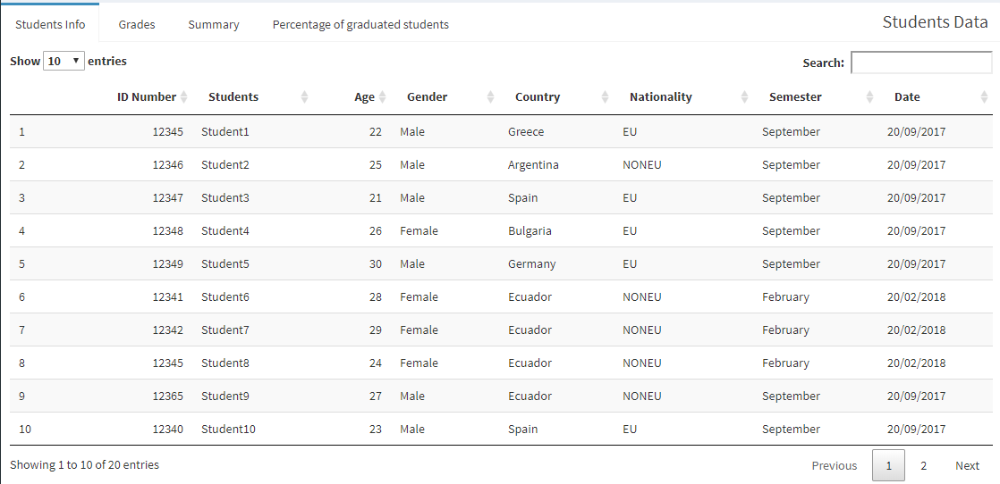 Students Info Grades Summary Percentage of graduated students Students Data
Show 10 entries Search:
ID Number Students Age Gender Country Nationality Semester Date
1 12345 Student1 22 Male Greece EU September 20/09/2017
2 12346 Student2 25 Male Argentina NONEU September 20/09/2017
3 12347 Student3 21 Male Spain EU September 20/09/2017
4 12348 Student4 26 Female Bulgaria EU September 20/09/2017
5 12349 Student5 30 Male Germany EU September 20/09/2017
6 12341 Student6 28 Female Ecuador NONEU February 20/02/2018
7 12342 Student7 29 Female Ecuador NONEU February 20/02/2018
8 12345 Student8 24 Female Ecuador NONEU February 20/02/2018
9 12365 Student9 27 Male Ecuador NONEU September 20/09/2017
10 12340 Student10 23 Male Spain EU September 20/09/2017
Showing 1 to 10 of 20 entries Previous 1 2 Next